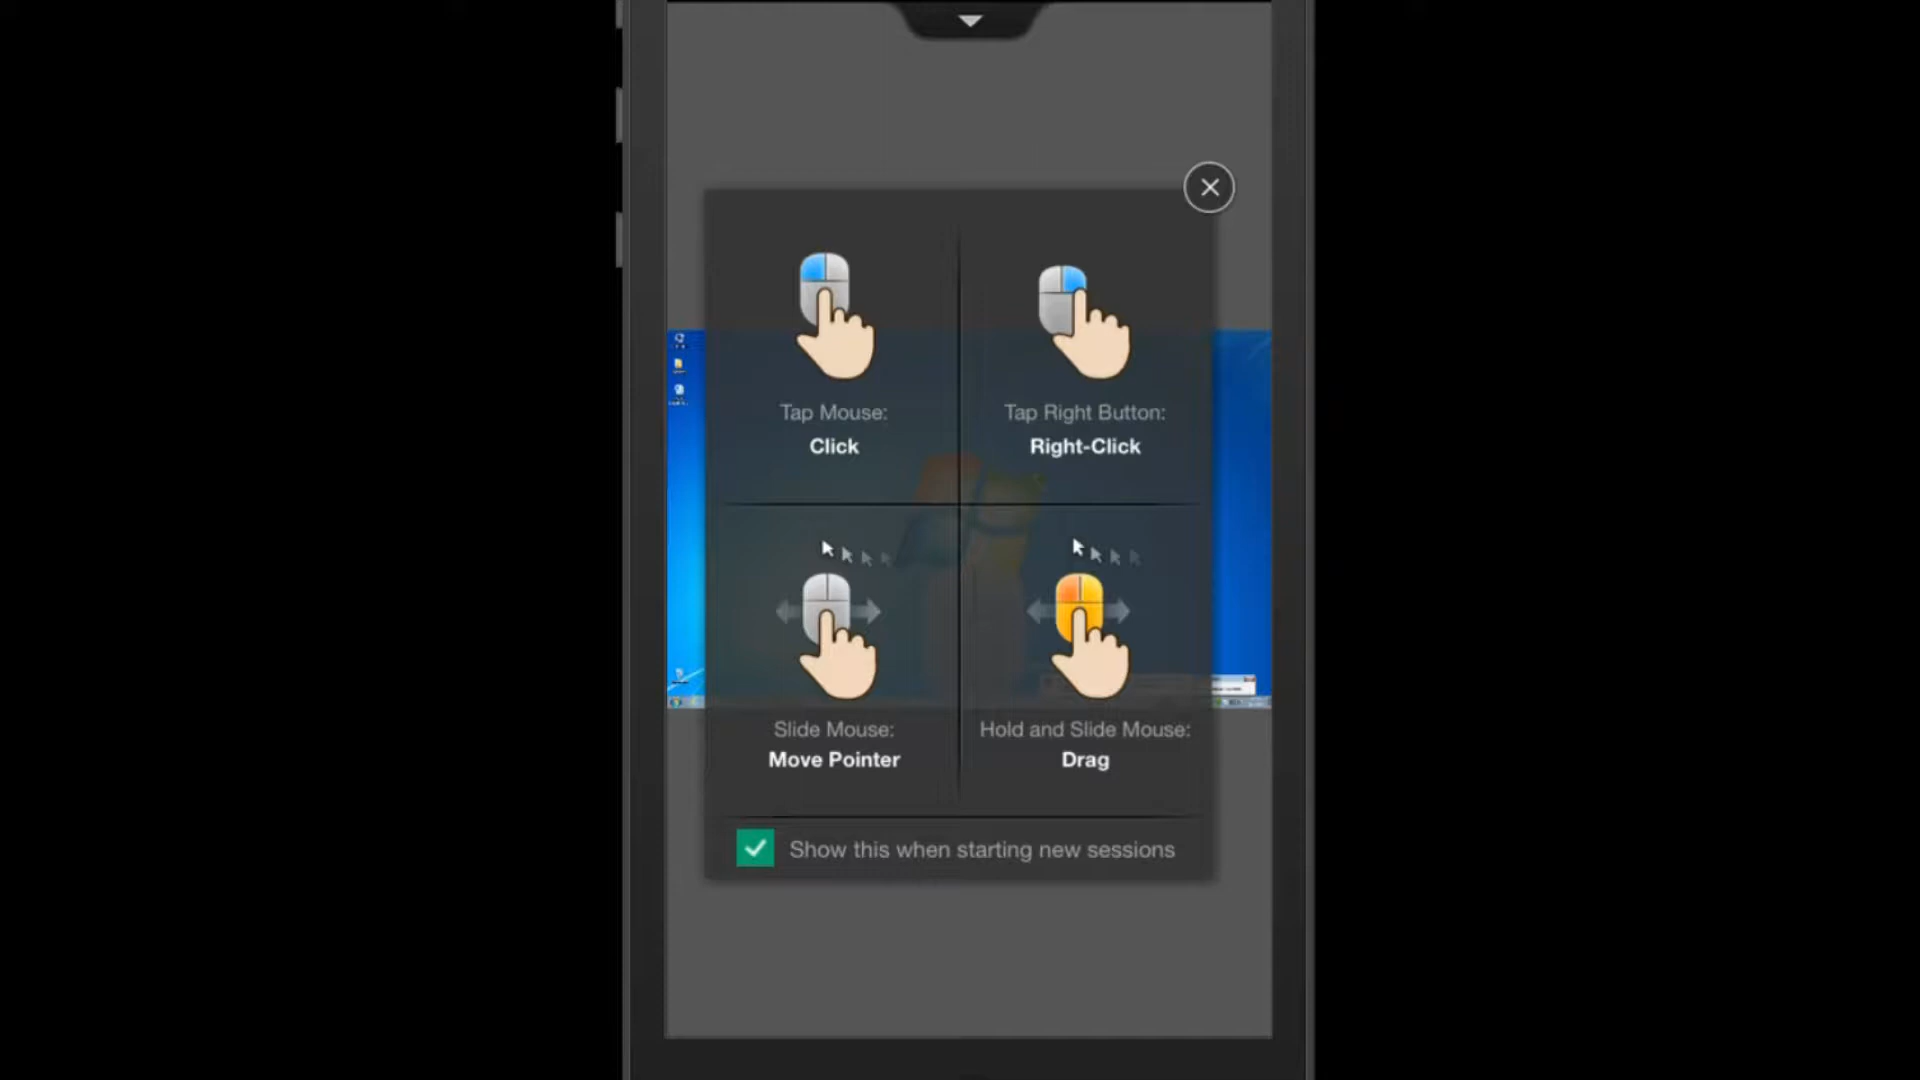 Tap Mouse:
Click
Tap Right Button:
Right-Click
Slide Mouse:
Move Pointer
Hold and Slide Mouse:
Drag
Show this when starting new sessions